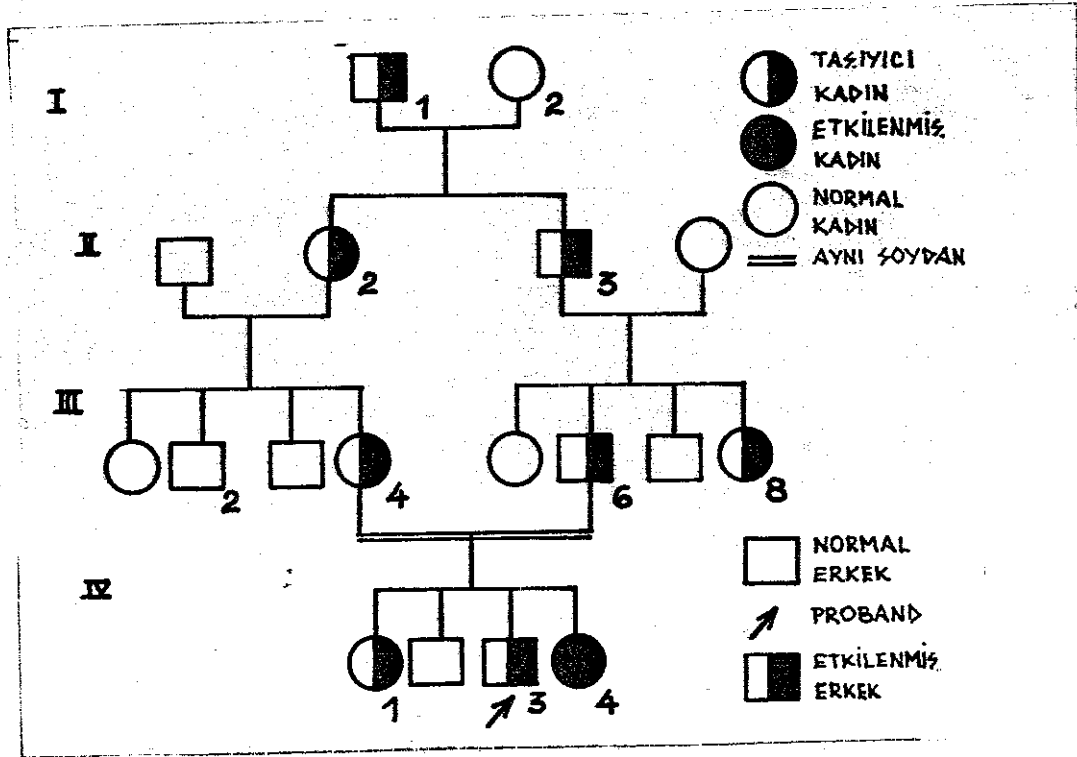 I
1
2
TAŞIYICI
KADIN
ETKİLENMİŞ
KADIN
NORMAL
KADIN
AYNI SOYDAN
II
2
3
III
2
4
6
8
NORMAL
ERKEK
PROBAND
ETKİLENMİŞ
ERKEK
IV
1
3
4